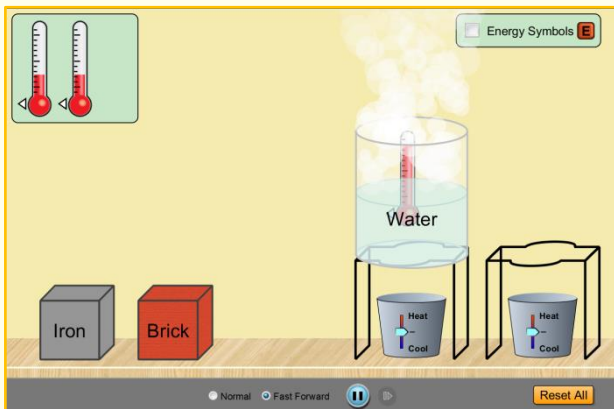 Energy Symbols E
Water
Iron
Brick
Heat
Cool
Heat
Cool
Normal
Fast Forward
Reset All